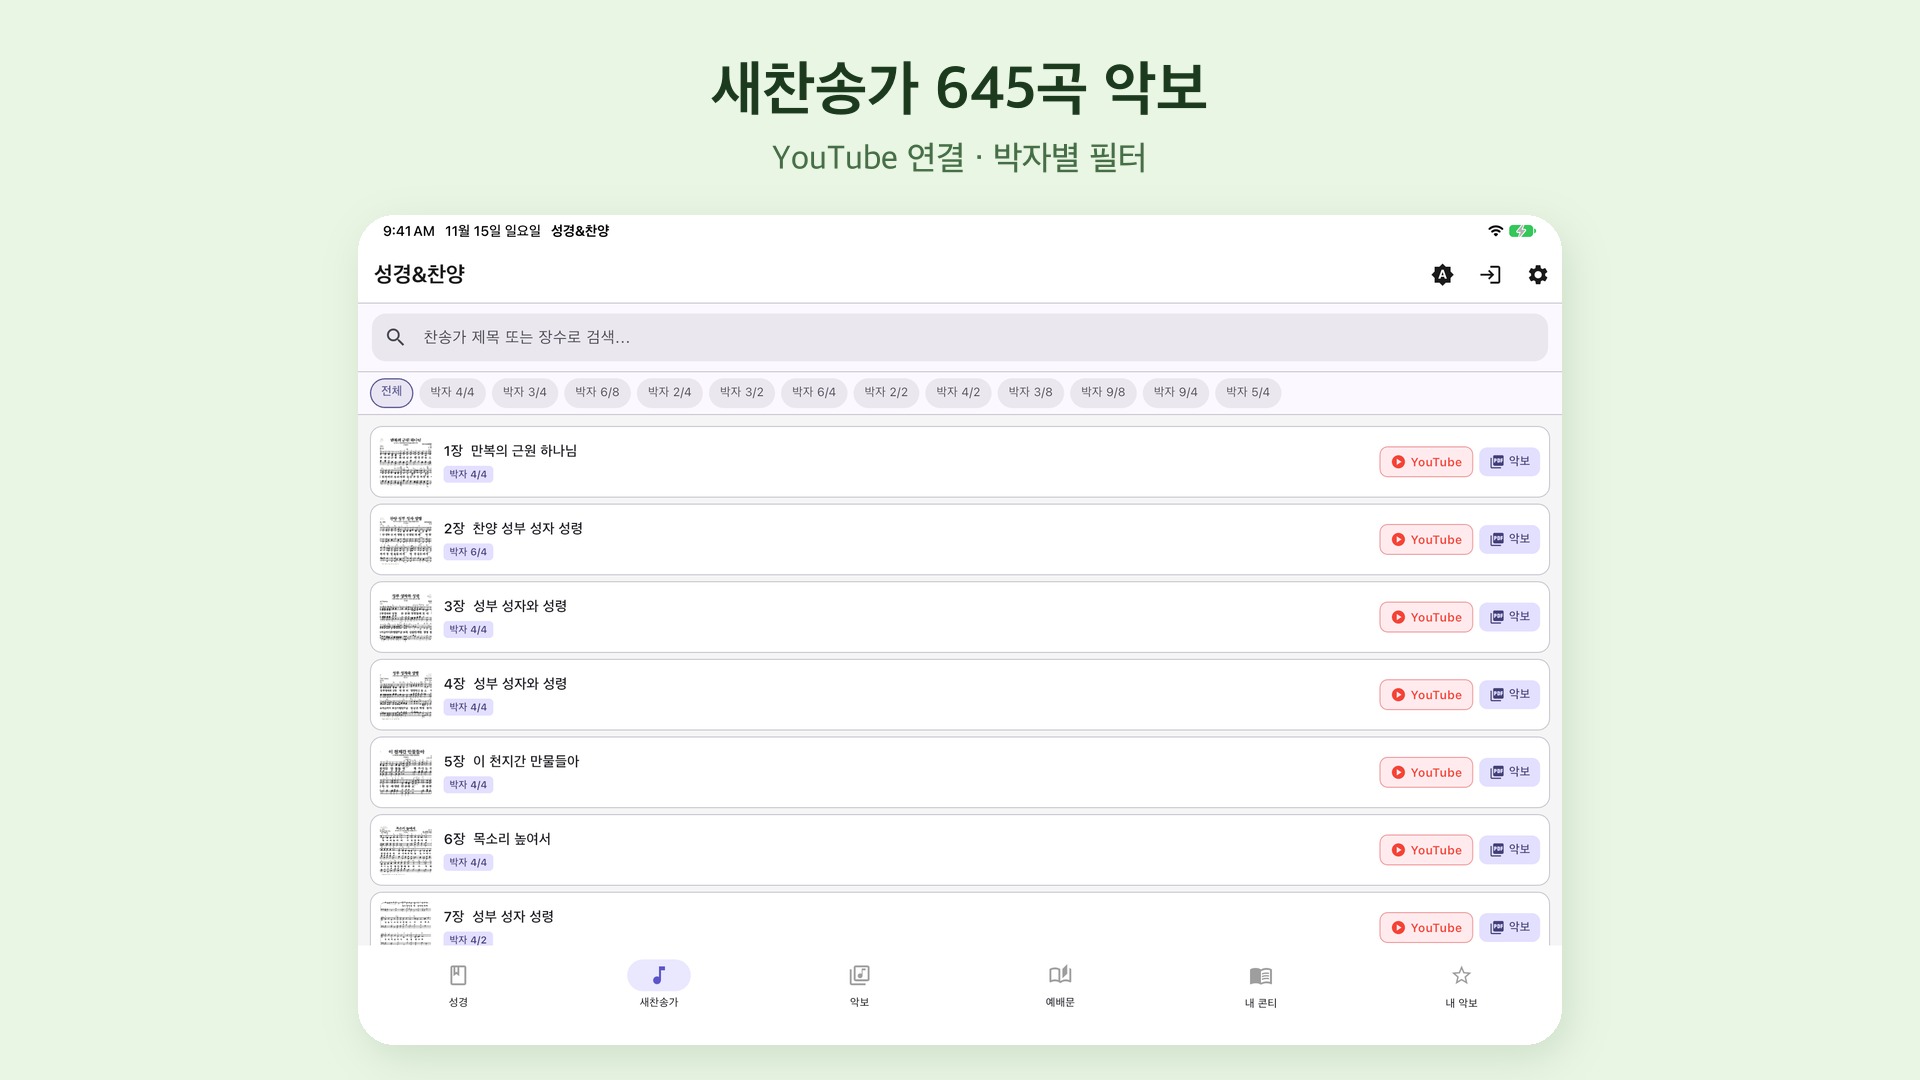 새찬송가 645곡 악보
YouTube 연결 · 박자별 필터
9:41 AM 11월 15일 일요일 성경&찬양
성경&찬양
A
찬송가 제목 또는 장수로 검색...
전체 박자 4/4 박자 3/4 박자 6/8 박자 2/4 박자 3/2 박자 6/4 박자 2/2 박자 4/2 박자 3/8 박자 9/8 박자 9/4 박자 5/4
1장 만복의 근원 하나님
박자 4/4
YouTube PDF 악보
2장 찬양 성부 성자 성령
박자 6/4
YouTube PDF 악보
3장 성부 성자와 성령
박자 4/4
YouTube PDF 악보
4장 성부 성자와 성령
박자 4/4
YouTube PDF 악보
5장 이 천지간 만물들아
박자 4/4
YouTube PDF 악보
6장 목소리 높여서
박자 4/4
YouTube PDF 악보
7장 성부 성자 성령
박자 4/2
YouTube PDF 악보
성경 새찬송가 악보 예배문 내 콘티 내 악보